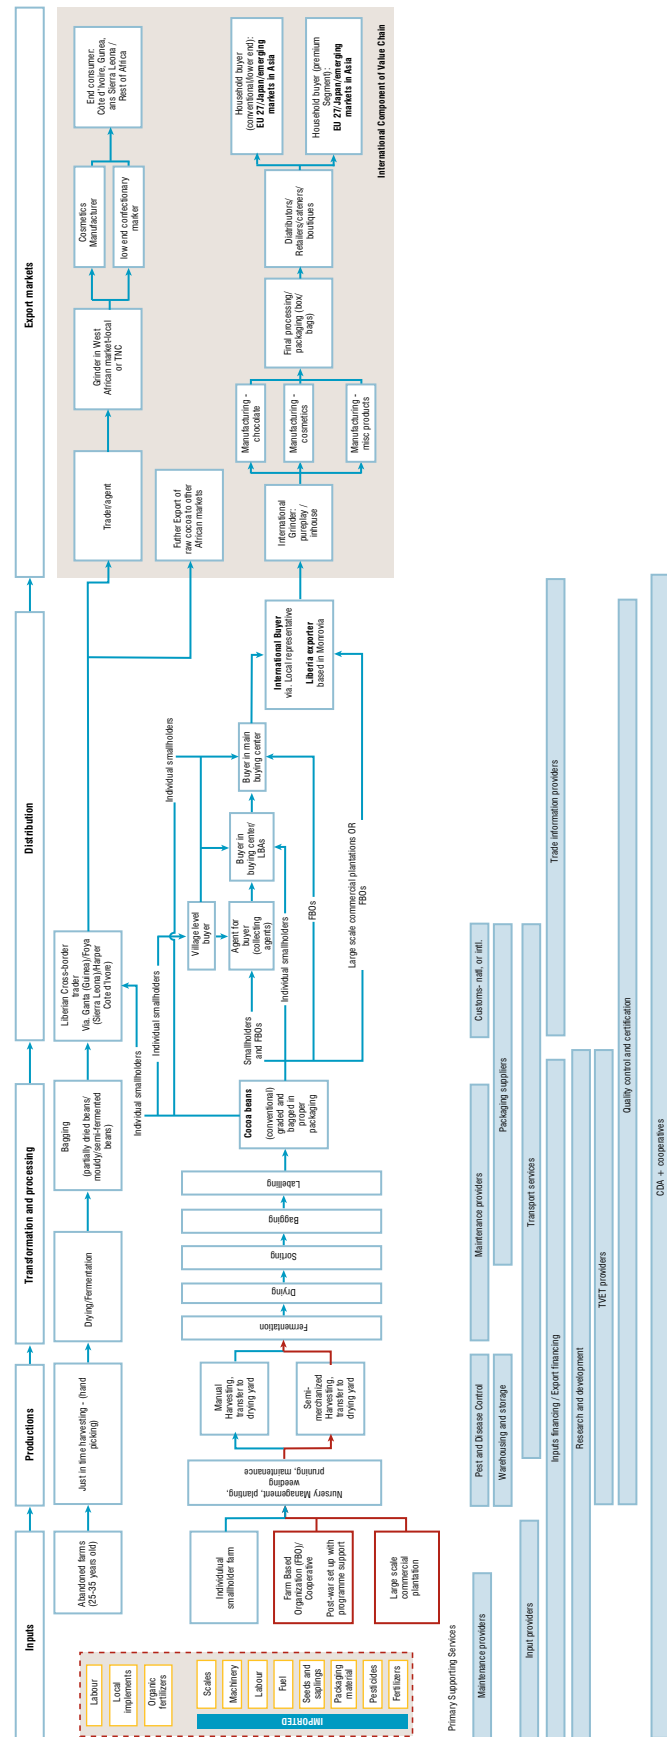 Inputs
Productions
Transformation and processing
Distribution
Export markets
Labour
Local
implements
Organic
fertilizers
Scales
Machinery
Labour
Fuel
Seeds and
saplings
Packaging
material
Pesticides
Fertilizers
IMPORTED
Abandoned farms
(25-35 years old)
Just in time harvesting - (hand
picking)
Drying/Fermentation
Bagging
(partially dried beans/
mouldy/semi-fermented
beans)
Liberian Cross-border
trader
Via. Ganta (Guinea)/Foya
(Sierra Leona)/Harper
Cote d'Ivore)
Trader/agent
Grinder in West
African market-local
or TNC
Cosmetics
Manufacturer
low end confectionary
marker
End consumer:
Côte d'Ivoire, Gunea,
ans Sierra Leona /
Rest of Africa
Futher Export of
raw cocoa to other
African markets
Individulual
smallholder farm
Farm Based
Organization (FBO)/
Cooperative
Post-war set up with
programme support
Large scale
commercial
plantation
Nursery Management, planting,
weeding
pruning, maintenance
Manual
Harvesting,
transfer to
drying yard
Semi-
merchanized
Harvesting,
transfer to
drying yard
Fermentation
Drying
Sorting
Bagging
Labelling
Cocoa beans
(conventional)
graded and
bagged in
proper
packaging
Individual smallholders
Individual smallholders
Individual smallholders
Smallholders
and FBOs
Individual smallholders
FBOs
Large scale commercial plantations OR
FBOs
Village level
buyer
Agent for
buyer
(collecting
agents)
Buyer in
buying center/
LBAs
Buyer in main
buying center
International Buyer
via. Local representative
Liberia exporter
based in Monrovia
International
Grinder:
pureplay /
inhouse
Manufacturing -
chocolate
Manufacturing -
cosmetics
Manufacturing -
misc products
Final processing/
packaging (box/
bags)
Distributors/
Retailers/cateners/
boutiques
Household buyer
(conventional/lower end):
EU 27/Japan/emerging
markets in Asia
Household buyer (premium
Segment):
EU 27/Japan/emerging
markets in Asia
International Component of Value Chain
Primary Supporting Services
Maintenance providers
Pest and Disease Control
Maintenance providers
Customs- natl, or intl.
Warehousing and storage
Packaging suppliers
Input providers
Transport services
Inputs financing / Export financing
Trade information providers
Research and development
TVET providers
Quality control and certification
CDA + cooperatives